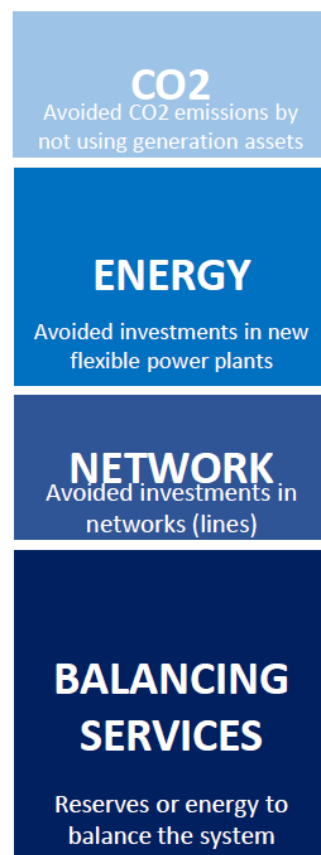 CO2
Avoided CO2 emissions by
not using generation assets
ENERGY
Avoided investments in new
flexible power plants
NETWORK
Avoided investments in
networks (lines)
BALANCING
SERVICES
Reserves or energy to
balance the system